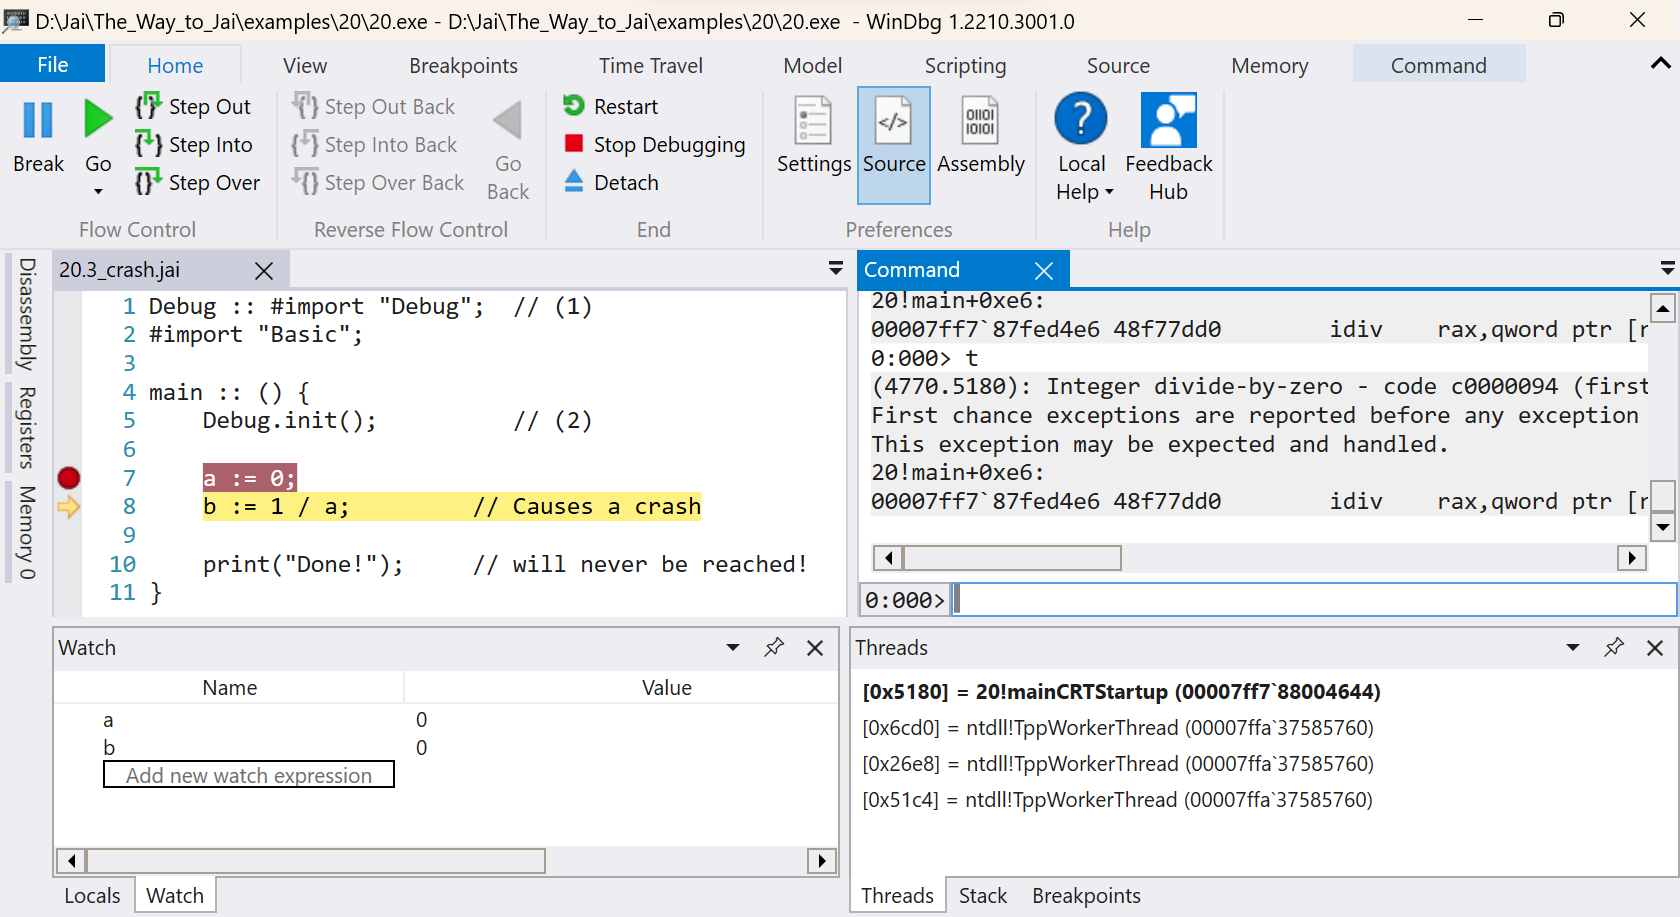 D:\Jai\The_Way_to_Jai\examples\20\20.exe - D:\Jai\The_Way_to_Jai\examples\20\20.exe - WinDbg 1.2210.3001.0
File Home View Breakpoints Time Travel Model Scripting Source Memory Command
Break
Go
Step Out
Step Into
Step Over
Flow Control
Step Out Back
Step Into Back
Step Over Back
Go
Back
Reverse Flow Control
Restart
Stop Debugging
Detach
End
Settings Source Assembly
Preferences
Local
Help
Feedback
Hub
Help
Disassembly
Registers
Memory 0
20.3_crash.jai
1 Debug :: #import "Debug"; // (1)
2 #import "Basic";
3
4 main :: () {
5 Debug.init(); // (2)
6
7 a := 0;
8 b := 1 / a; // Causes a crash
9
10 print("Done!"); // will never be reached!
11 }
Command
20!main+0xe6:
00007ff7`87fed4e6 48f77dd0 idiv rax,qword ptr [r
0:000> t
(4770.5180): Integer divide-by-zero - code c0000094 (first
First chance exceptions are reported before any exception
This exception may be expected and handled.
20!main+0xe6:
00007ff7`87fed4e6 48f77dd0 idiv rax,qword ptr [r
0:000>
Watch
Name Value
a 0
b 0
Add new watch expression
Locals Watch
Threads
[0x5180] = 20!mainCRTStartup (00007ff7`88004644)
[0x6cd0] = ntdll!TppWorkerThread (00007ffa`37585760)
[0x26e8] = ntdll!TppWorkerThread (00007ffa`37585760)
[0x51c4] = ntdll!TppWorkerThread (00007ffa`37585760)
Threads Stack Breakpoints